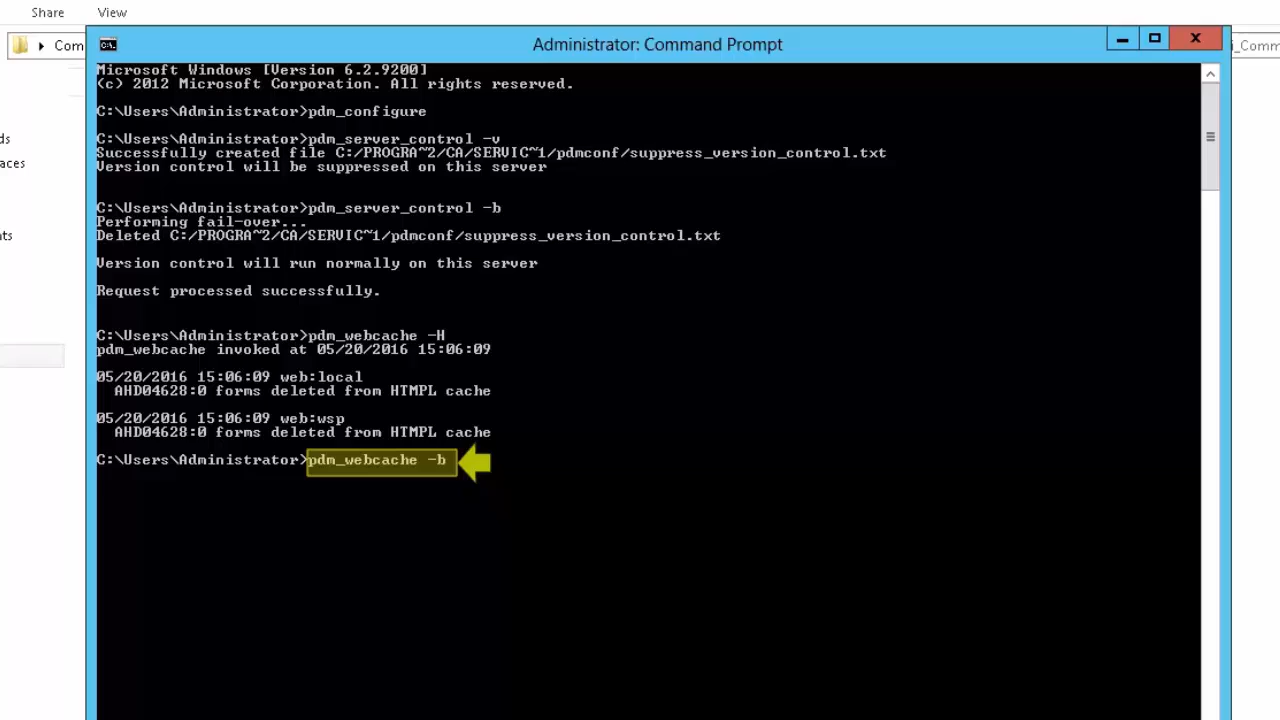 Share View
Com
Administrator: Command Prompt
i_Comm
Microsoft Windows [Version 6.2.9200]
(c) 2012 Microsoft Corporation. All rights reserved.
C:\Users\Administrator>pdm_configure
C:\Users\Administrator>pdm_server_control -v
Successfully created file C:/PROGRA~2/CA/SERVIC~1/pdmconf/suppress_version_control.txt
Version control will be suppressed on this server
C:\Users\Administrator>pdm_server_control -b
Performing fail-over...
Deleted C:/PROGRA~2/CA/SERVIC~1/pdmconf/suppress_version_control.txt
Version control will run normally on this server
Request processed successfully.
C:\Users\Administrator>pdm_webcache -H
pdm_webcache invoked at 05/20/2016 15:06:09
05/20/2016 15:06:09 web:local
AHD04628:0 forms deleted from HTMPL cache
05/20/2016 15:06:09 web:wsp
AHD04628:0 forms deleted from HTMPL cache
C:\Users\Administrator>pdm_webcache -b
ds
aces
nts